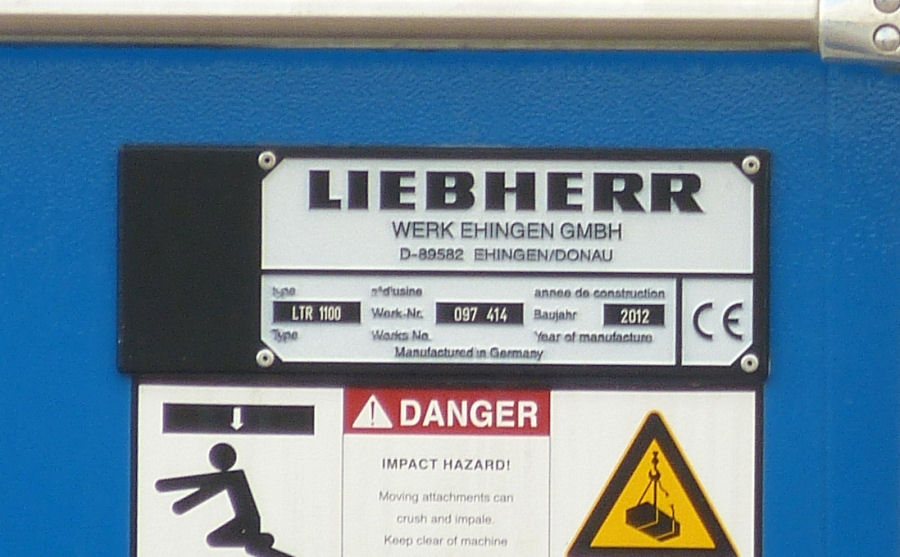 LIEBHERR
WERK EHINGEN GMBH
D-89582 EHINGEN/DONAU
type n°d'usine annee de construction
LTR 1100 Werk-Nr. 097 414 Baujahr 2012
Type Works No. Year of manufacture
Manufactured in Germany
CE
DANGER
IMPACT HAZARD!
Moving attachments can
crush and impale.
Keep clear of machine